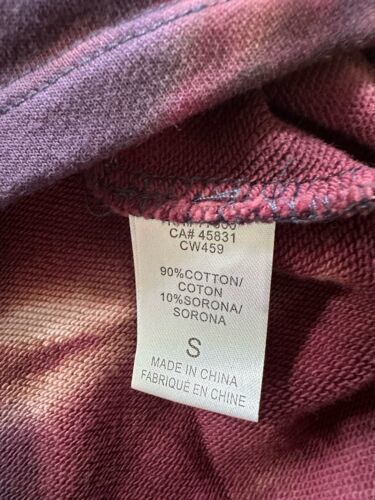 CA# 45831
CW459
90%COTTON/
COTON
10%SORONA/
SORONA
S
MADE IN CHINA
FABRIQUÉ EN CHINE